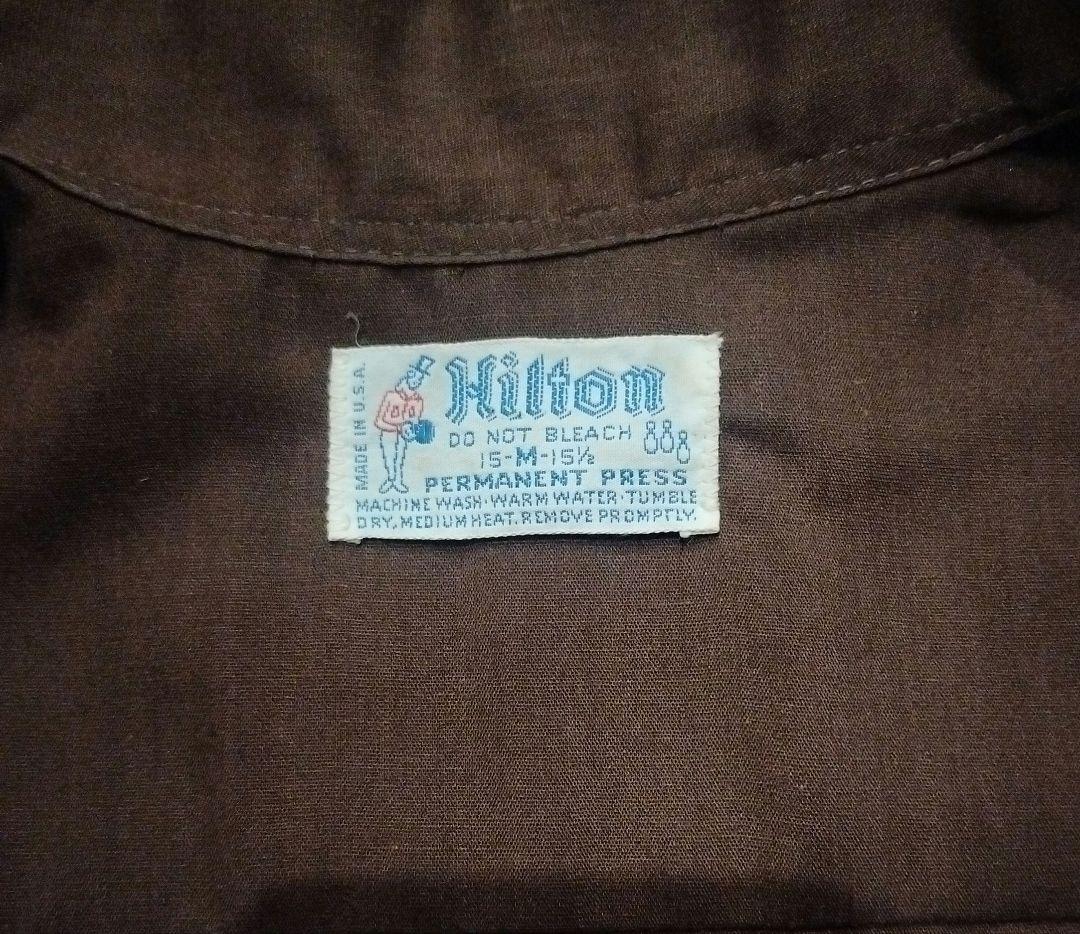 MADE IN U.S.A.
Hilton
DO NOT BLEACH
15-M-15½
PERMANENT PRESS
MACHINE WASH·WARM WATER·TUMBLE
DRY, MEDIUM HEAT. REMOVE PROMPTLY.